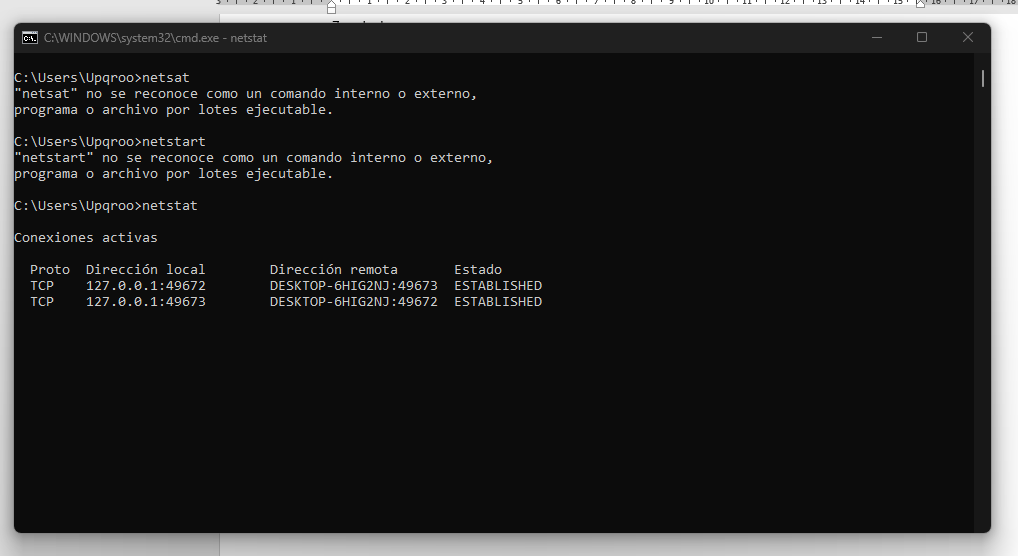 C:\WINDOWS\system32\cmd.exe - netstat
C:\Users\Upqroo>netsat
"netsat" no se reconoce como un comando interno o externo,
programa o archivo por lotes ejecutable.
C:\Users\Upqroo>netstart
"netstart" no se reconoce como un comando interno o externo,
programa o archivo por lotes ejecutable.
C:\Users\Upqroo>netstat
Conexiones activas
Proto Dirección local Dirección remota Estado
TCP 127.0.0.1:49672 DESKTOP-6HIG2NJ:49673 ESTABLISHED
TCP 127.0.0.1:49673 DESKTOP-6HIG2NJ:49672 ESTABLISHED